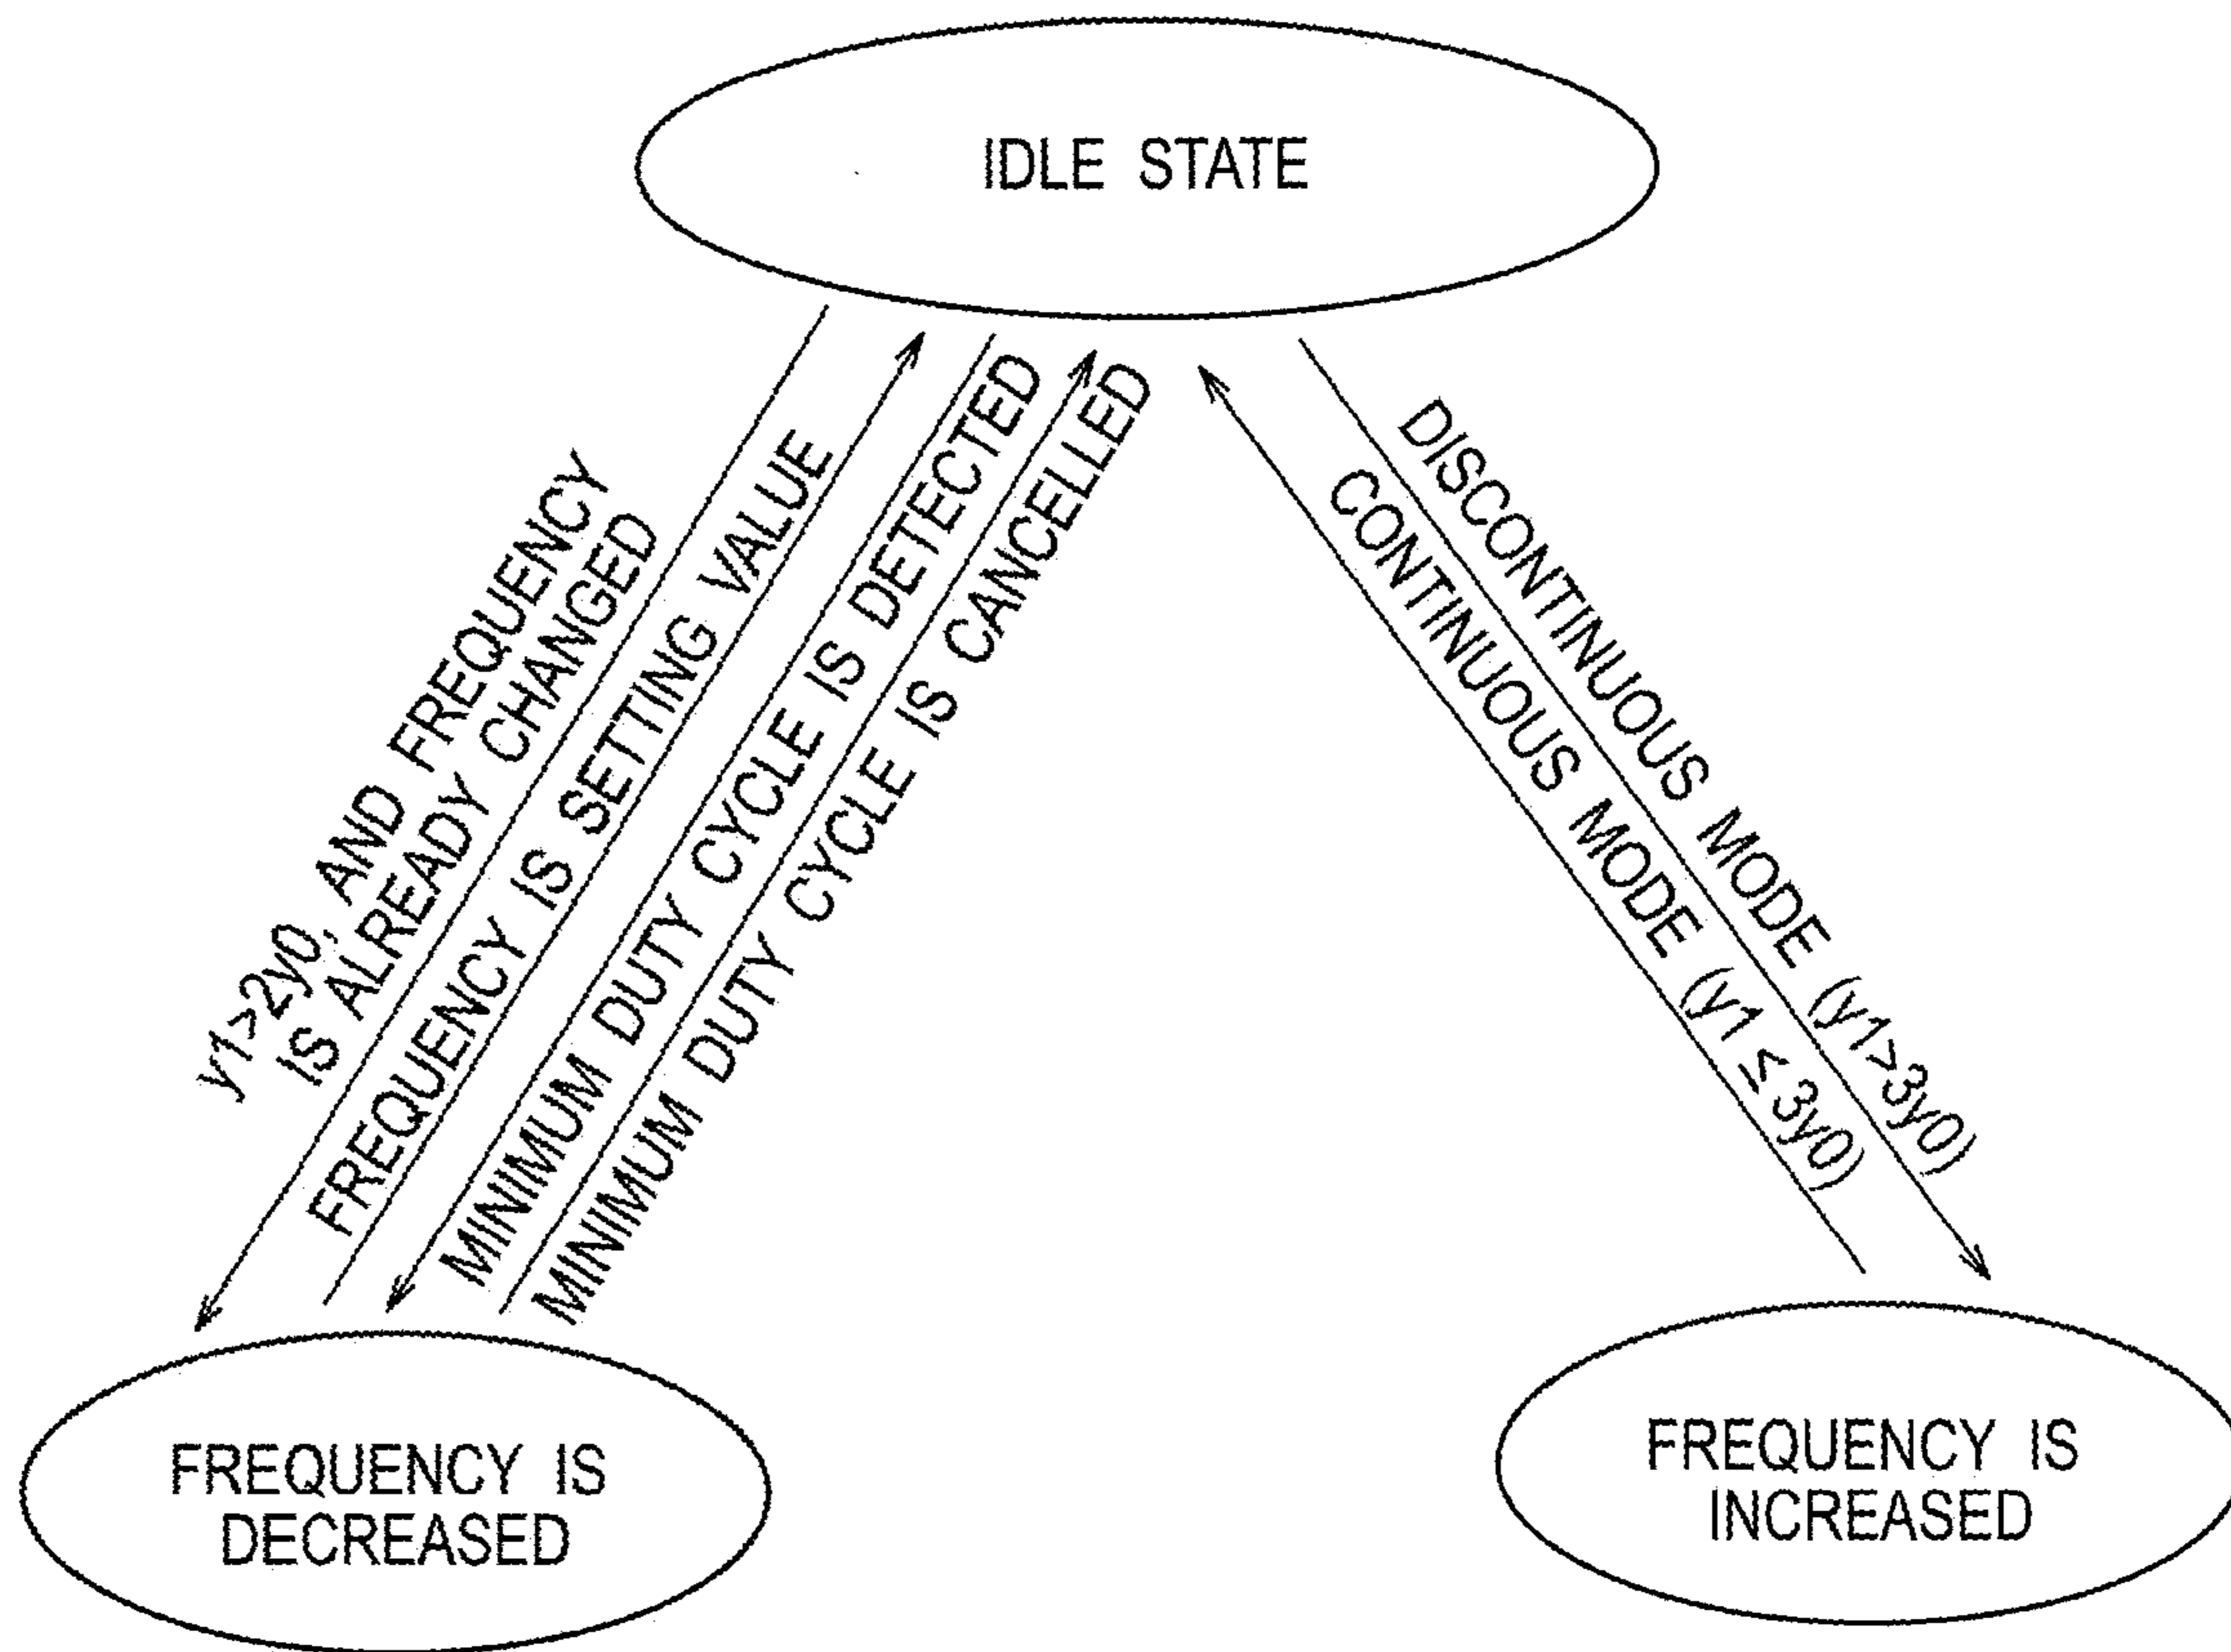 IDLE STATE
y1>2y0, AND FREQUENCY
IS ALREADY CHANGED
FREQUENCY IS SETTING VALUE
MINIMUM DUTY CYCLE IS DETECTED
MINIMUM DUTY CYCLE IS CANCELLED
CONTINUOUS MODE (y1 ≤ 3y0)
DISCONTINUOUS MODE (y1>3y0)
FREQUENCY IS
DECREASED
FREQUENCY IS
INCREASED